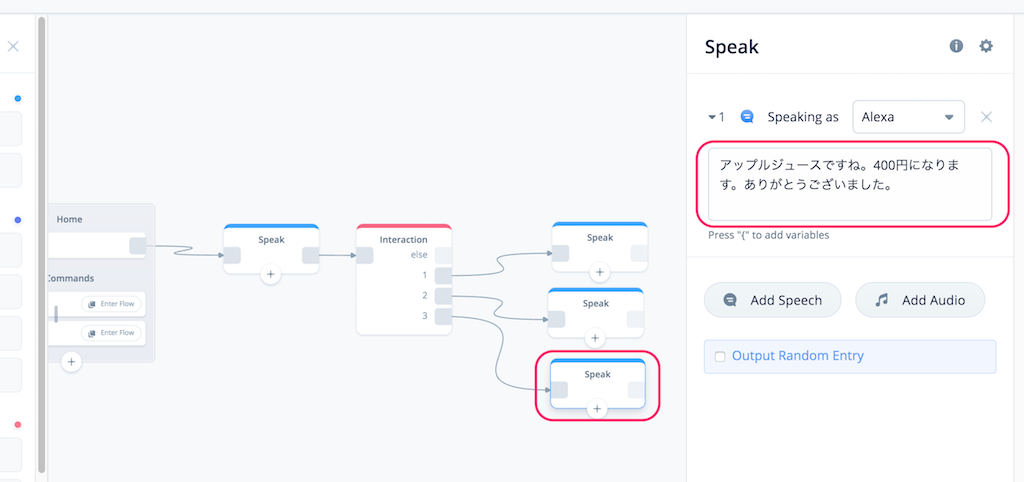 Home
Commands
Enter Flow
Enter Flow
Speak
Interaction
else
1
2
3
Speak
Speak
Speak
Speak
1
Speaking as
Alexa
アップルジュースですね。400円になりま
す。ありがとうございました。
Press "{" to add variables
Add Speech
Add Audio
Output Random Entry